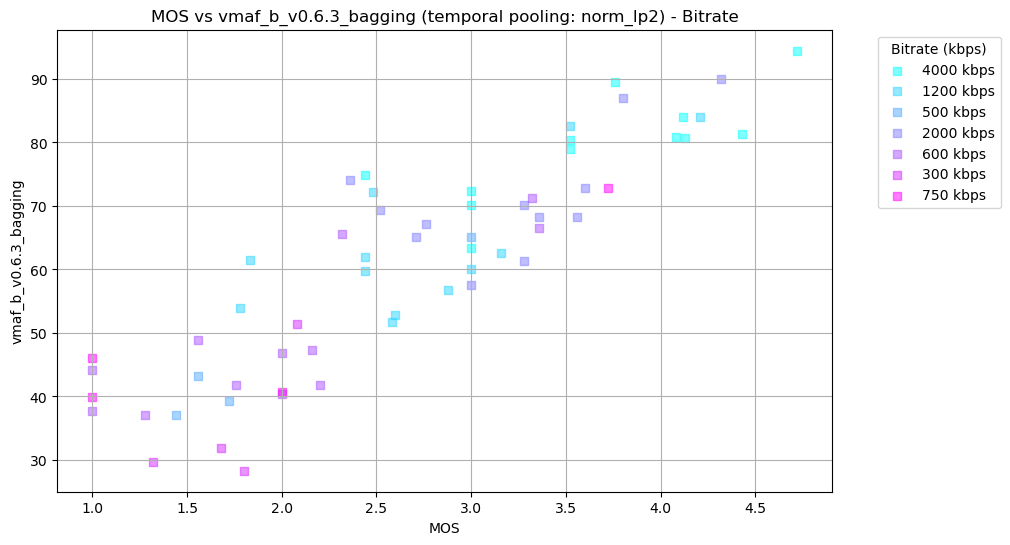 MOS vs vmaf_b_v0.6.3_bagging (temporal pooling: norm_lp2) - Bitrate
vmaf_b_v0.6.3_bagging
90
80
70
60
50
40
30
1.0 1.5 2.0 2.5 3.0 3.5 4.0 4.5
MOS
Bitrate (kbps)
4000 kbps
1200 kbps
500 kbps
2000 kbps
600 kbps
300 kbps
750 kbps